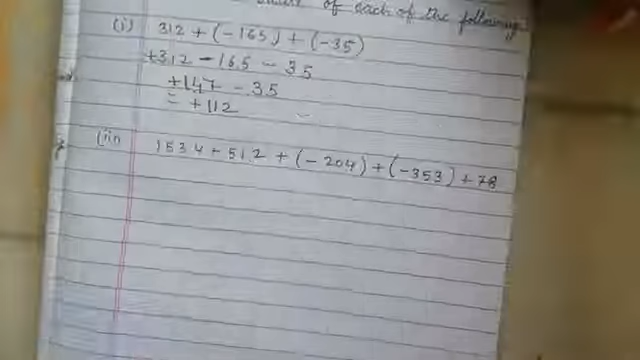 of each of the following
(i) 312 + (-165) + (-35)
+312 - 165 - 35
+147 - 35
= +112
(ii) 1534 + 512 + (-204) + (-353) + 78